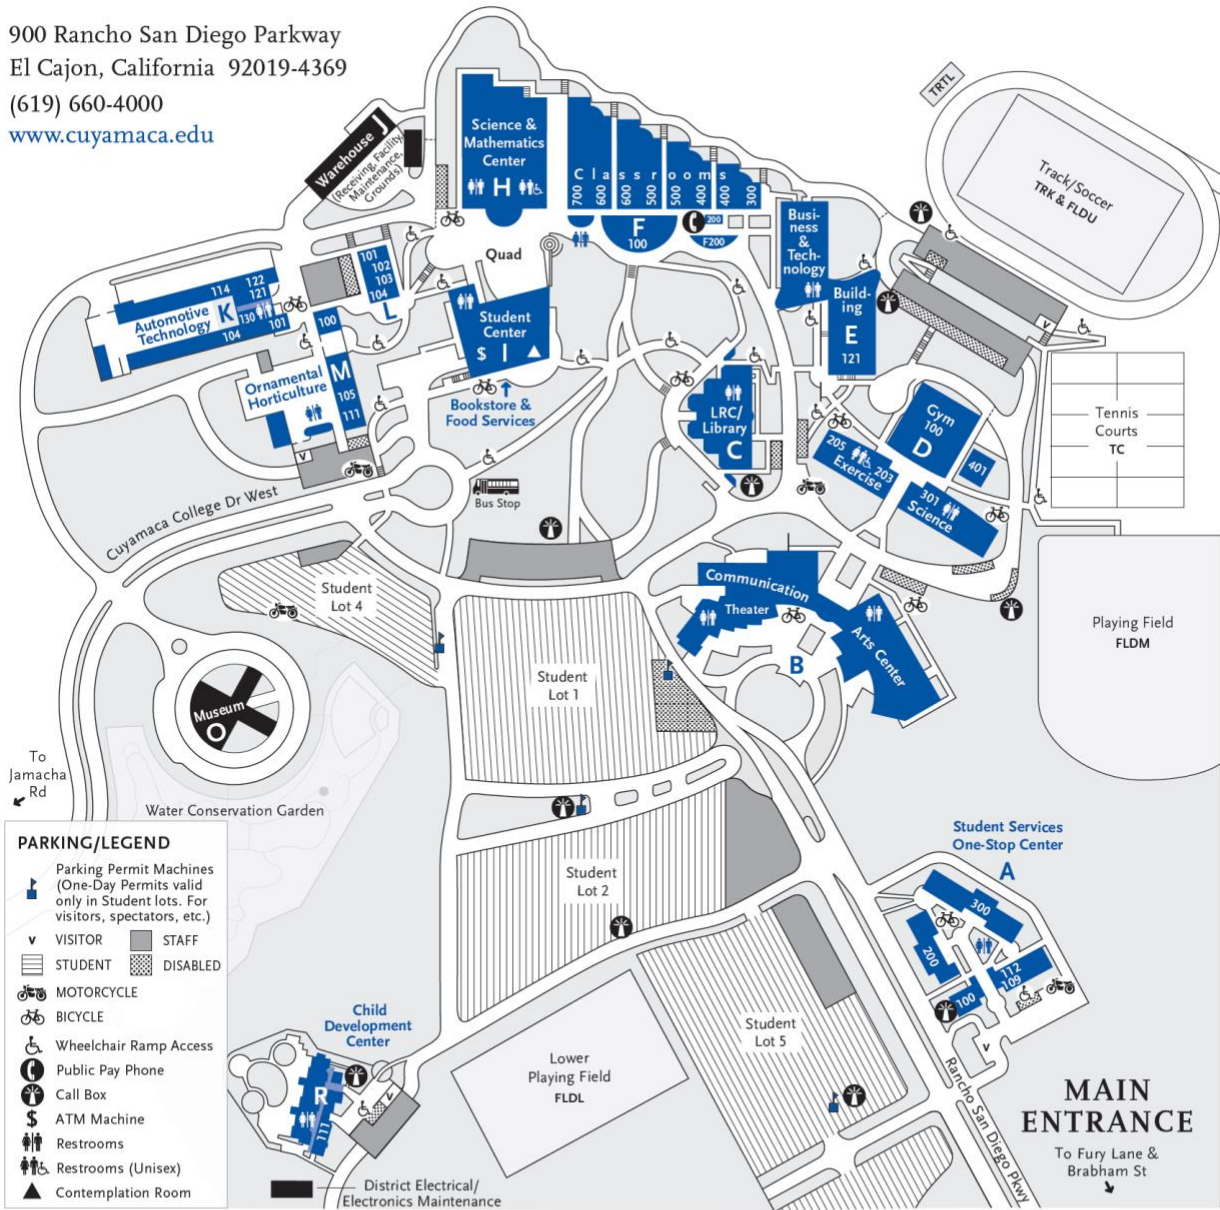 900 Rancho San Diego Parkway
El Cajon, California 92019-4369
(619) 660-4000
www.cuyamaca.edu
TRTL
Track/Soccer
TRK & FLDU
Warehouse J
(Receiving, Facility,
Maintenance,
Grounds)
Science &
Mathematics
Center
H
Classrooms
700
600
600
500
500
400
400
300
F
100
200
F200
Quad
Busi-
ness
&
Tech-
nology
Build-
ing
E
121
101
102
103
104
L
114
122
121
Automotive
Technology
K
130
101
104
100
M
Ornamental
Horticulture
105
111
V
Student
Center
$ I
Bookstore &
Food Services
LRC/
Library
C
Gym
100
D
401
205
203
Exercise
301
Science
V
Tennis
Courts
TC
Bus Stop
Cuyamaca College Dr West
Student
Lot 4
Communication
Theater
Arts Center
B
Playing Field
FLDM
Student
Lot 1
Museum
O
To
Jamacha
Rd
Water Conservation Garden
Student Services
One-Stop Center
A
300
200
112
109
100
V
Student
Lot 2
Student
Lot 5
Child
Development
Center
R
111
V
Lower
Playing Field
FLDL
Rancho San Diego Pkwy
MAIN
ENTRANCE
To Fury Lane &
Brabham St
District Electrical/
Electronics Maintenance
PARKING/LEGEND
Parking Permit Machines
(One-Day Permits valid
only in Student lots. For
visitors, spectators, etc.)
V VISITOR STAFF
STUDENT DISABLED
MOTORCYCLE
BICYCLE
Wheelchair Ramp Access
Public Pay Phone
Call Box
$ ATM Machine
Restrooms
Restrooms (Unisex)
Contemplation Room